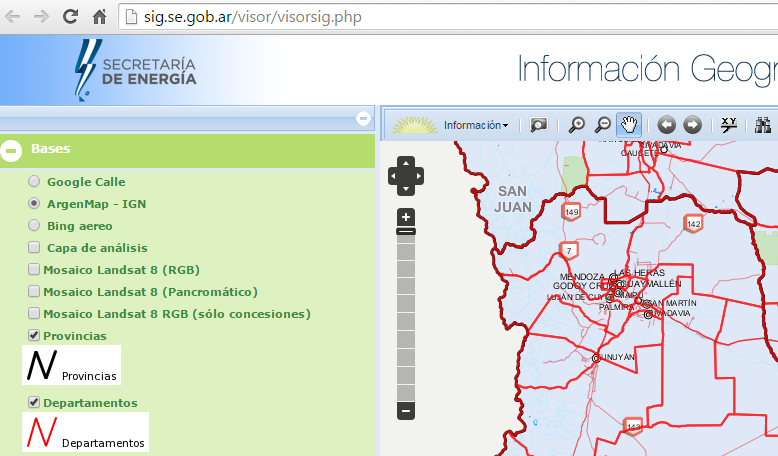 sig.se.gob.ar/visor/visorsig.php
SECRETARÍA
DE ENERGÍA
Información Geogr
Información
X,Y
Bases
Google Calle
ArgenMap - IGN
Bing aereo
Capa de análisis
Mosaico Landsat 8 (RGB)
Mosaico Landsat 8 (Pancromático)
Mosaico Landsat 8 RGB (sólo concesiones)
Provincias
Provincias
Departamentos
Departamentos
RIVADAVIA
CAUCETE
SAN
JUAN
149
142
7
MENDOZA
LAS HERAS
GODOY CRUZ
GUAYMALLÉN
LUJÁN DE CUYO
MAIPÚ
PALMIRA
SAN MARTÍN
RIVADAVIA
TUNUYÁN
143